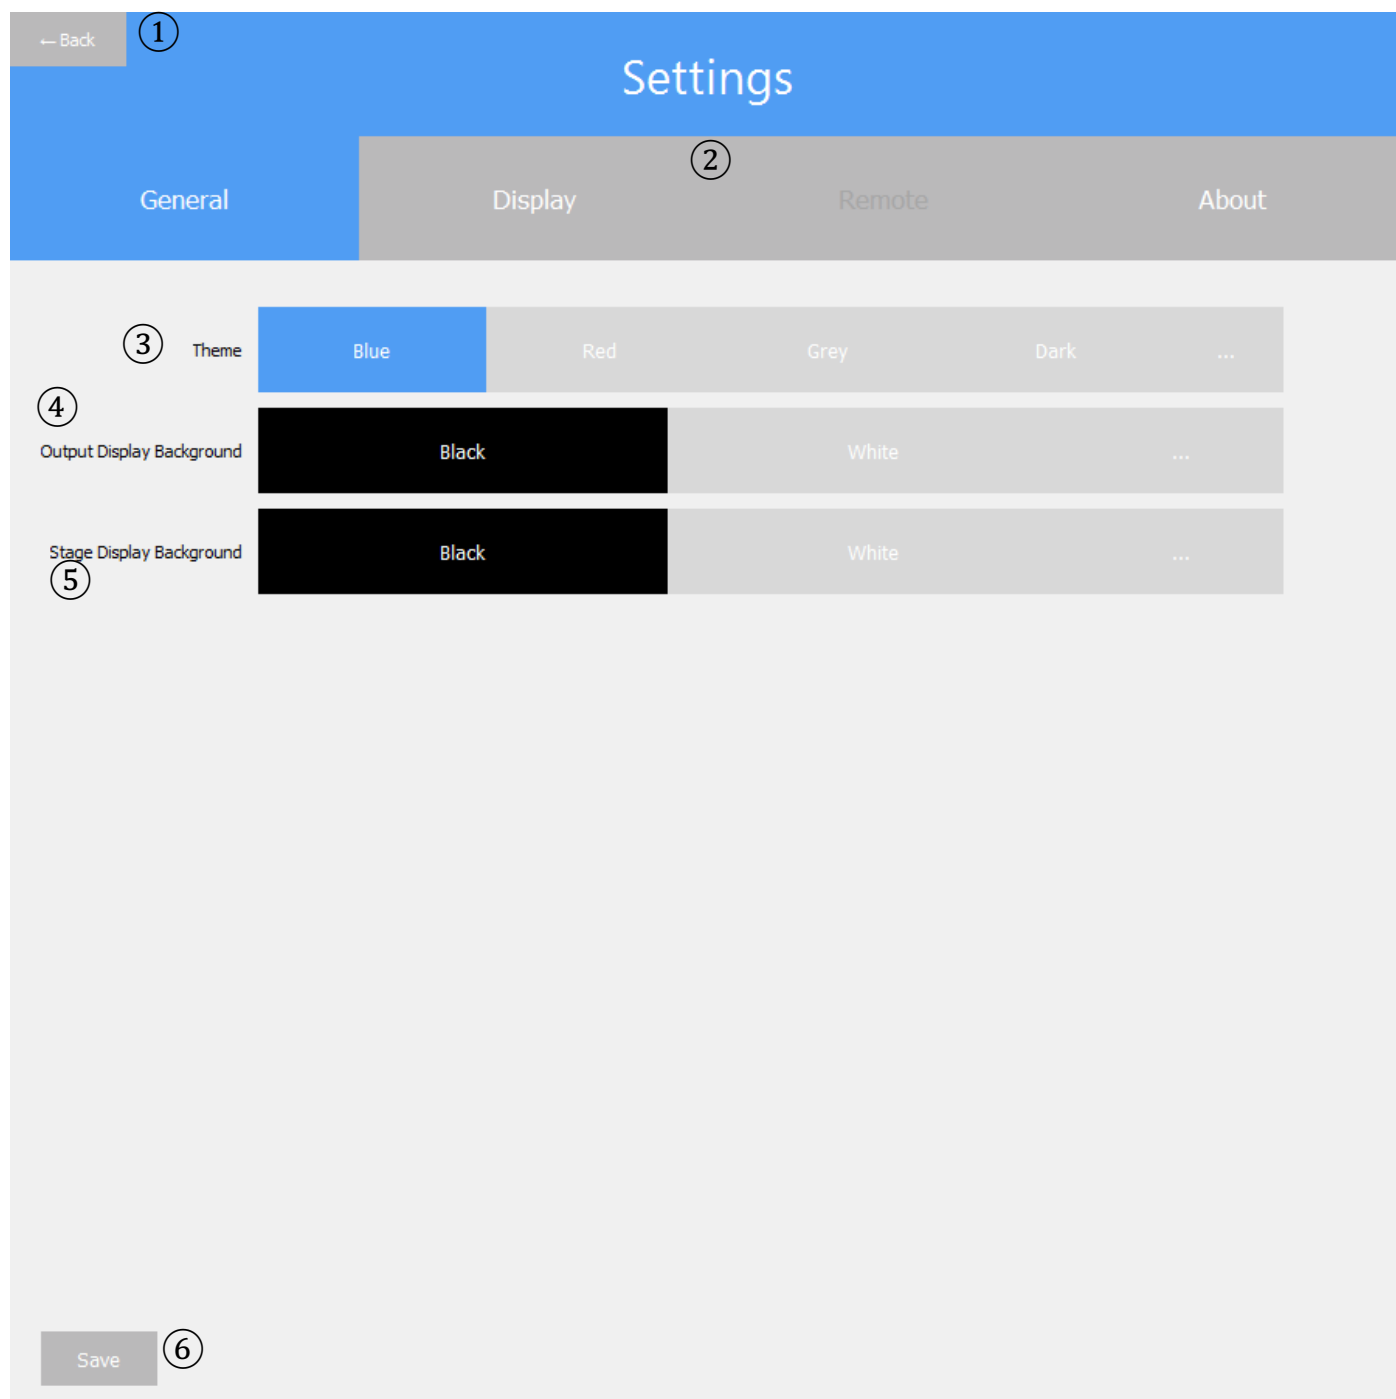 ← Back ①
Settings
②
General Display Remote About
③ Theme Blue Red Grey Dark ...
④
Output Display Background Black White ...
Stage Display Background Black White ...
⑤
Save ⑥